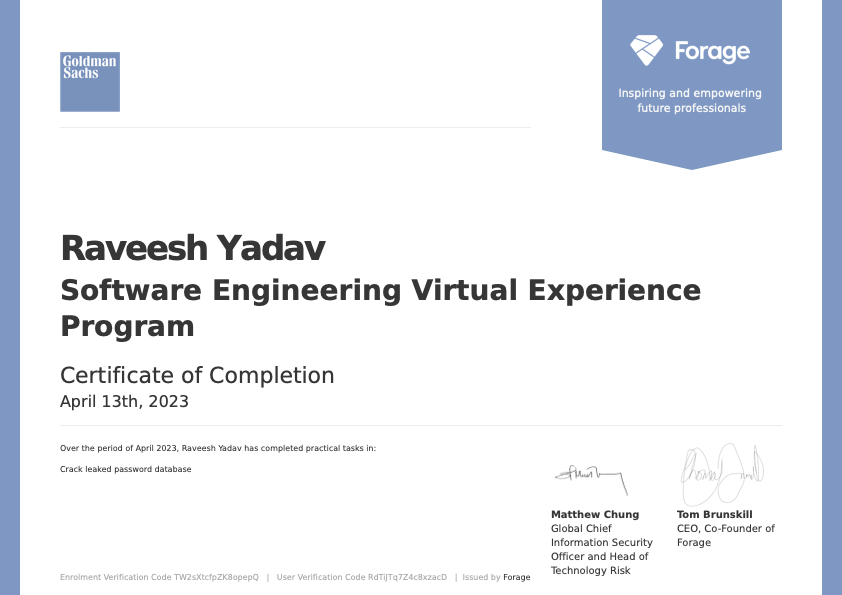 Goldman
Sachs
Forage
Inspiring and empowering
future professionals
Raveesh Yadav
Software Engineering Virtual Experience
Program
Certificate of Completion
April 13th, 2023
Over the period of April 2023, Raveesh Yadav has completed practical tasks in:
Crack leaked password database
Matthew Chung
Global Chief
Information Security
Officer and Head of
Technology Risk
Tom Brunskill
CEO, Co-Founder of
Forage
Enrolment Verification Code TW2sXtcfpZK8opepQ | User Verification Code RdTiJTq7Z4c8xzacD | Issued by Forage